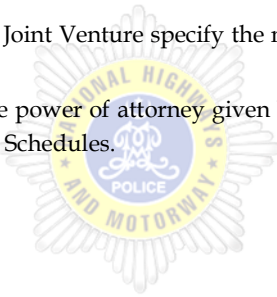 Joint Venture specify the
e power of attorney given
Schedules.
NATIONAL HIGHWAYS
POLICE
AND MOTORWAY